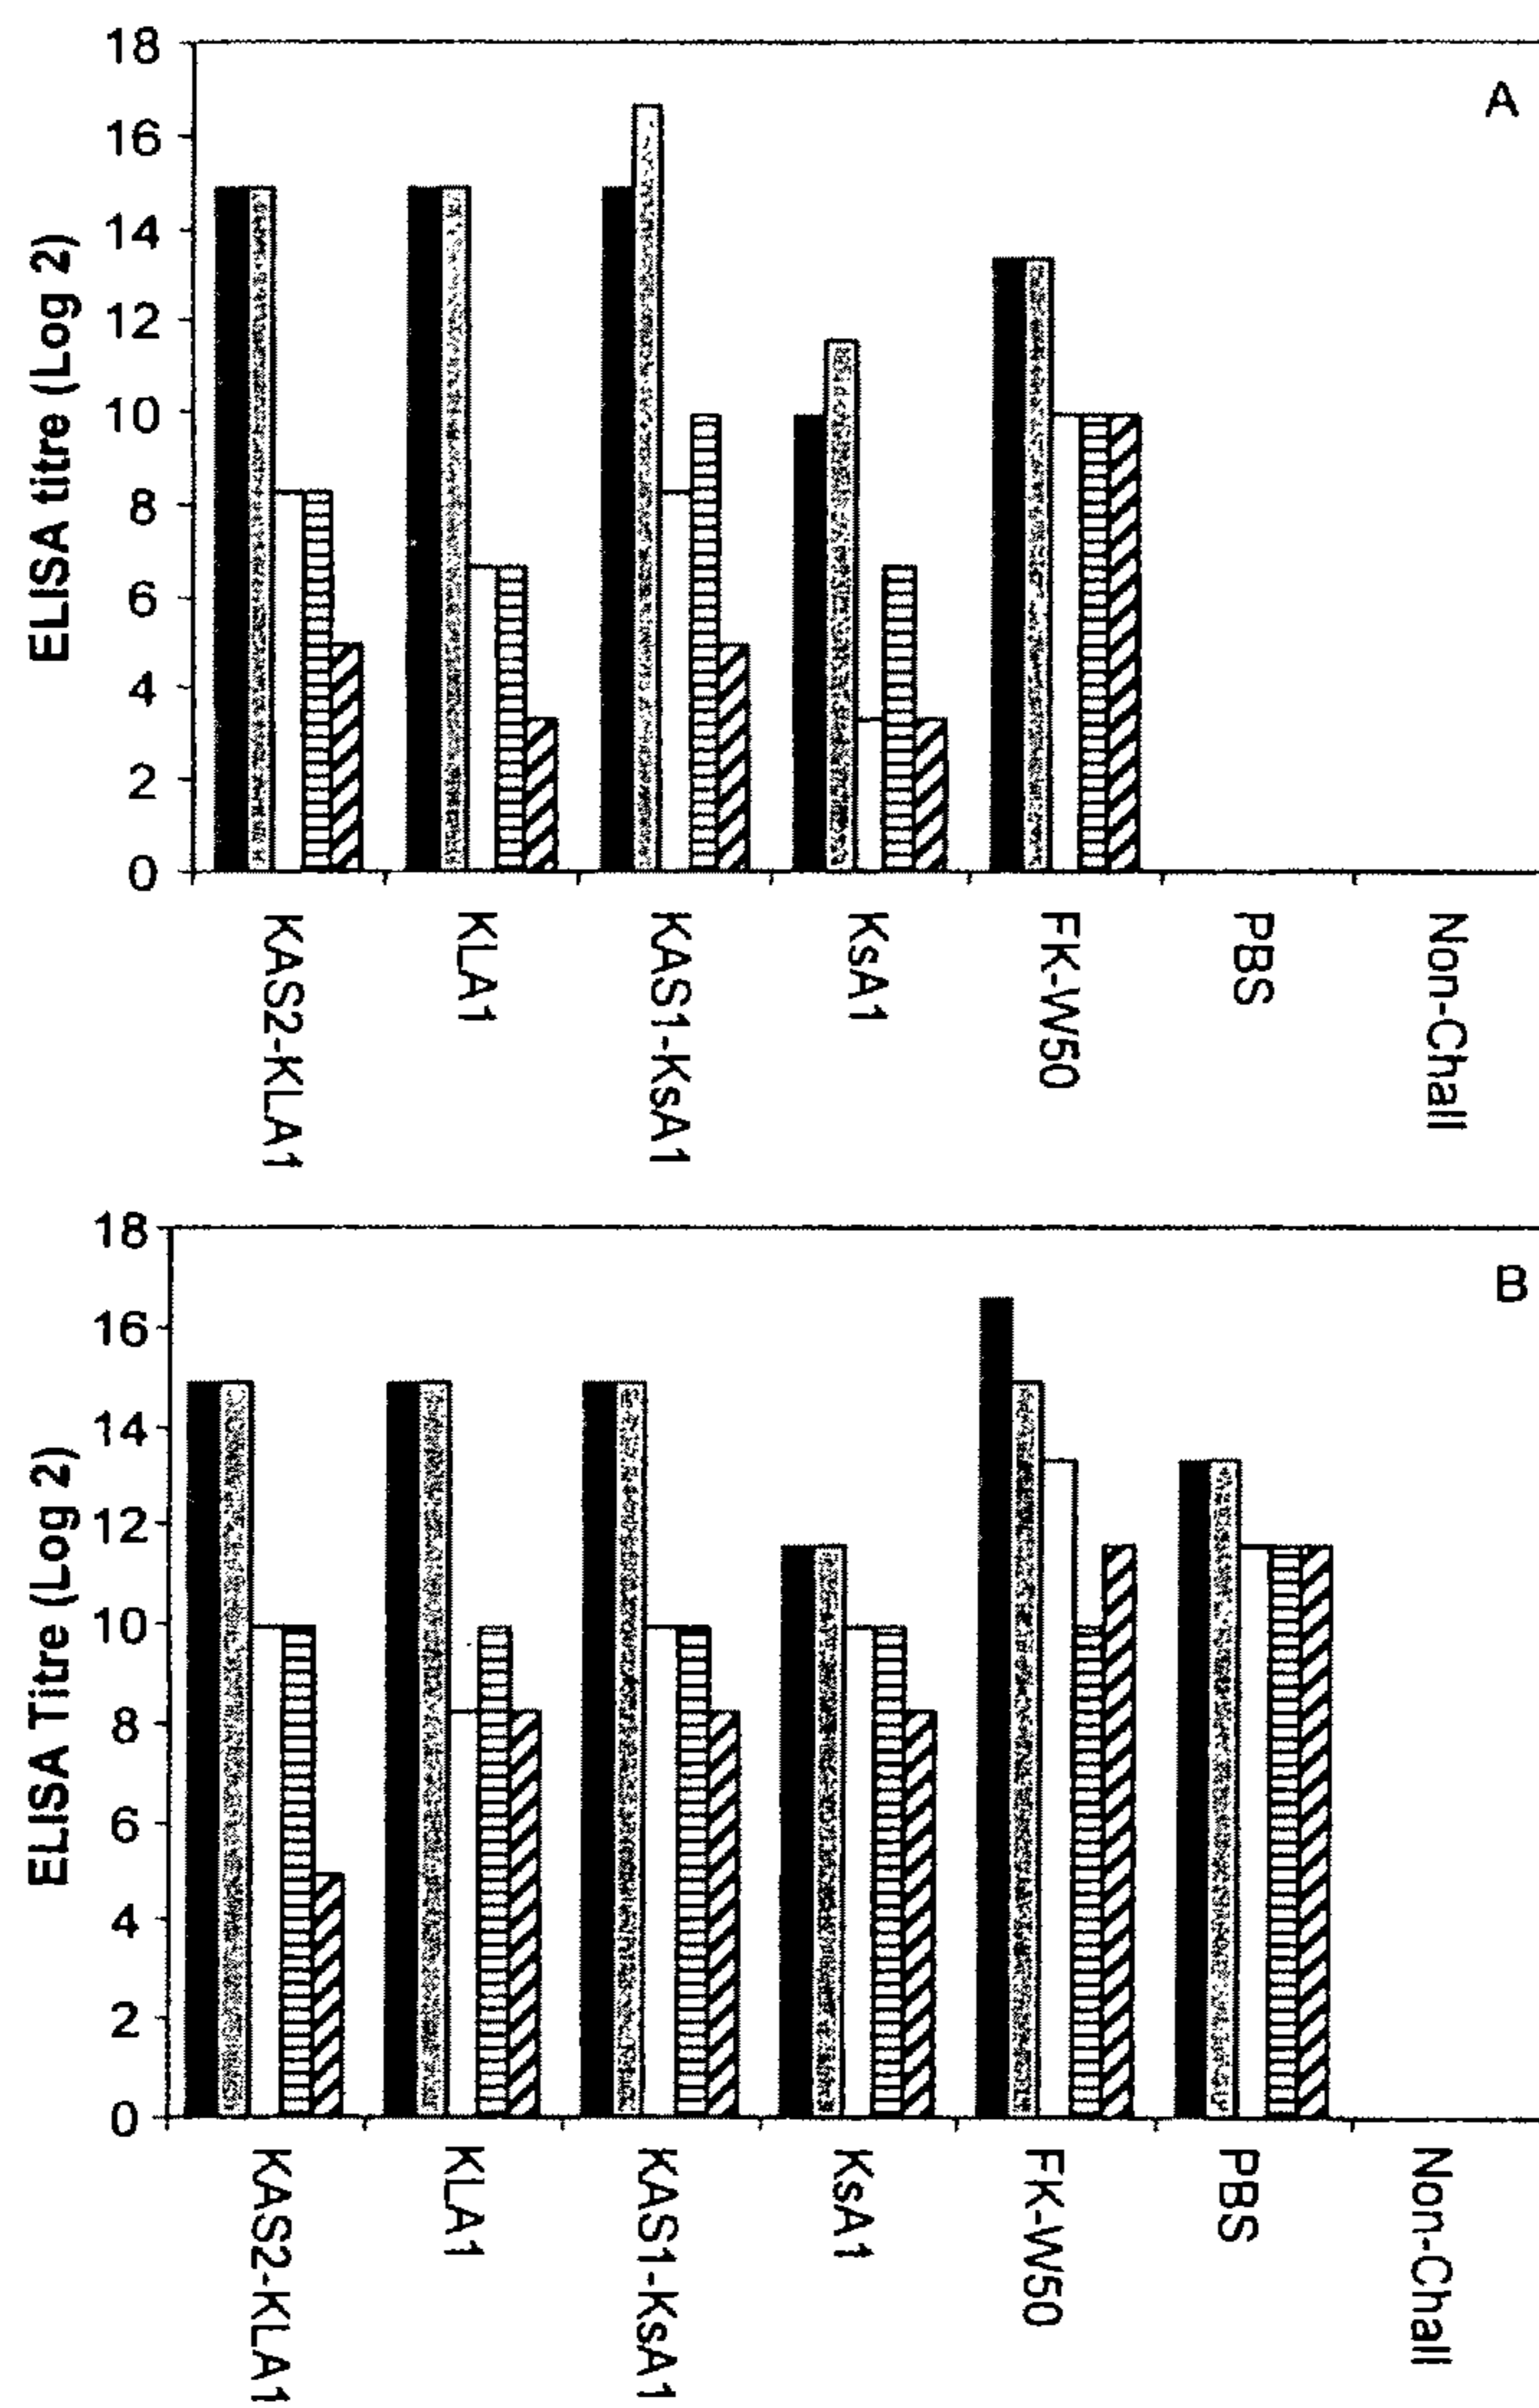 A
ELISA titre (Log 2)
18
16
14
12
10
8
6
4
2
0
KAS2-KLA1
KLA1
KAS1-KsA1
KsA1
FK-W50
PBS
Non-Chall
B
ELISA Titre (Log 2)
18
16
14
12
10
8
6
4
2
0
KAS2-KLA1
KLA1
KAS1-KsA1
KsA1
FK-W50
PBS
Non-Chall